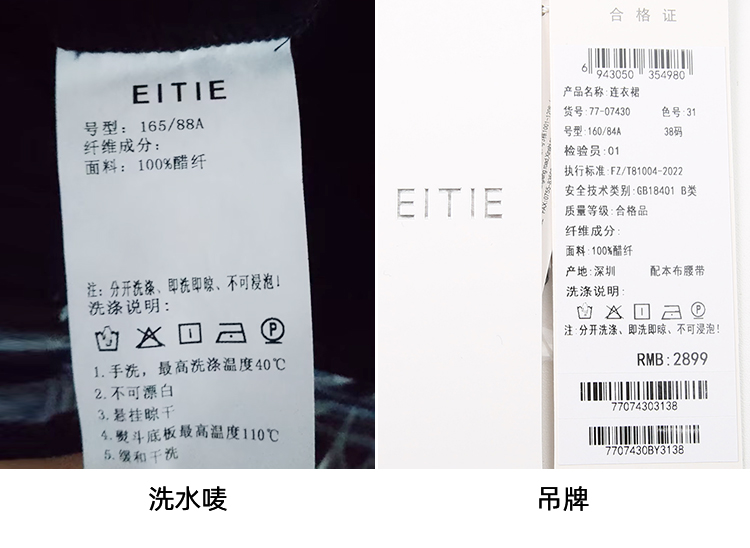 EITIE
号型：165/88A
纤维成分：
面料：100%醋纤
注：分开洗涤、即洗即晾、不可浸泡！
洗涤说明：
1.手洗，最高洗涤温度40℃
2.不可漂白
3.悬挂晾干
4.熨斗底板最高温度110℃
5.缓和干洗
洗水唛
EITIE
合格证
6 943050 354980
产品名称：连衣裙
货号：77-07430 色号：31
号型：160/84A 38码
检验员：01
执行标准：FZ/T81004-2022
安全技术类别：GB18401 B类
质量等级：合格品
纤维成分：
面料：100%醋纤
产地：深圳 配本布腰带
洗涤说明：
注：分开洗涤、即洗即晾、不可浸泡！
RMB:2899
77074303138
7707430BY3138
吊牌